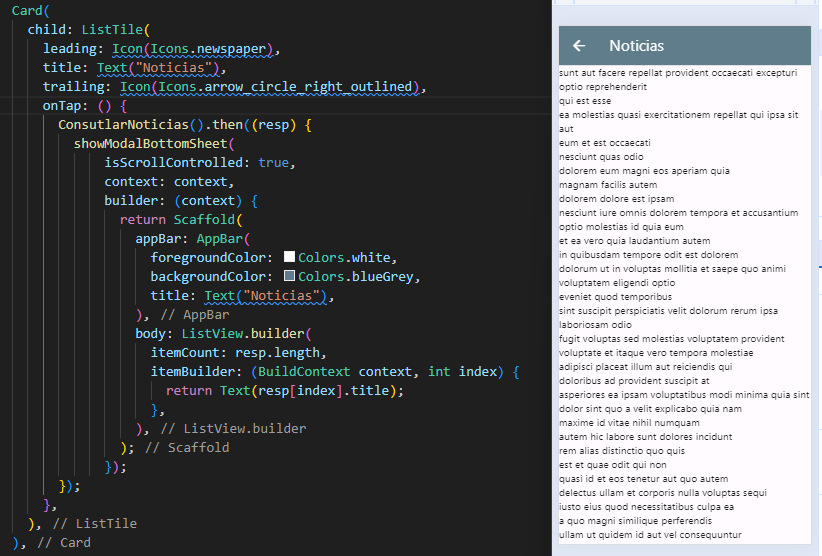 Card(
child: ListTile(
leading: Icon(Icons.newspaper),
title: Text("Noticias"),
trailing: Icon(Icons.arrow_circle_right_outlined),
onTap: () {
ConsutlarNoticias().then((resp) {
showModalBottomSheet(
isScrollControlled: true,
context: context,
builder: (context) {
return Scaffold(
appBar: AppBar(
foregroundColor: Colors.white,
backgroundColor: Colors.blueGrey,
title: Text("Noticias"),
), // AppBar
body: ListView.builder(
itemCount: resp.length,
itemBuilder: (BuildContext context, int index) {
return Text(resp[index].title);
},
), // ListView.builder
); // Scaffold
});
});
},
), // ListTile
), // Card
Noticias
sunt aut facere repellat provident occaecati excepturi
optio reprehenderit
qui est esse
ea molestias quasi exercitationem repellat qui ipsa sit
aut
eum et est occaecati
nesciunt quas odio
dolorem eum magni eos aperiam quia
magnam facilis autem
dolorem dolore est ipsam
nesciunt iure omnis dolorem tempora et accusantium
optio molestias id quia eum
et ea vero quia laudantium autem
in quibusdam tempore odit est dolorem
dolorum ut in voluptas mollitia et saepe quo animi
voluptatem eligendi optio
eveniet quod temporibus
sint suscipit perspiciatis velit dolorum rerum ipsa
laboriosam odio
fugit voluptas sed molestias voluptatem provident
voluptate et itaque vero tempora molestiae
adipisci placeat illum aut reiciendis qui
doloribus ad provident suscipit at
asperiores ea ipsam voluptatibus modi minima quia sint
dolor sint quo a velit explicabo quia nam
maxime id vitae nihil numquam
autem hic labore sunt dolores incidunt
rem alias distinctio quo quis
est et quae odit qui non
quasi id et eos tenetur aut quo autem
delectus ullam et corporis nulla voluptas sequi
iusto eius quod necessitatibus culpa ea
a quo magni similique perferendis
ullam ut quidem id aut vel consequuntur